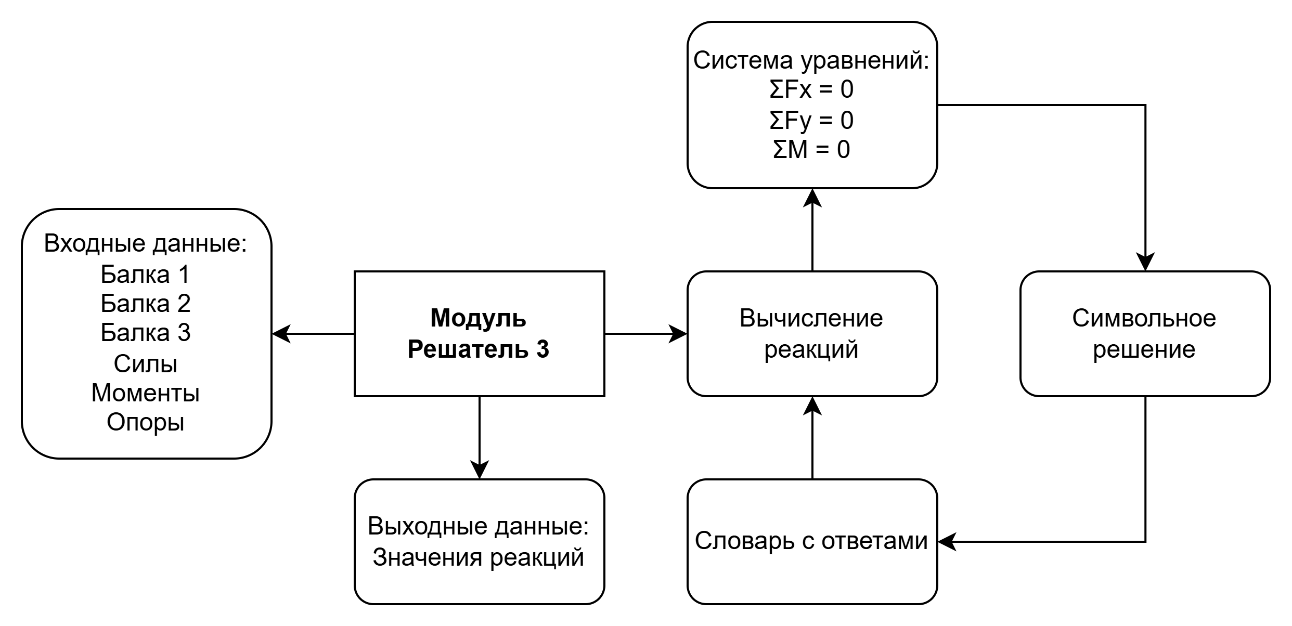 Система уравнений:
ΣFx = 0
ΣFy = 0
ΣM = 0
Входные данные:
Балка 1
Балка 2
Балка 3
Силы
Моменты
Опоры
Модуль
Решатель 3
Вычисление
реакций
Символьное
решение
Выходные данные:
Значения реакций
Словарь с ответами